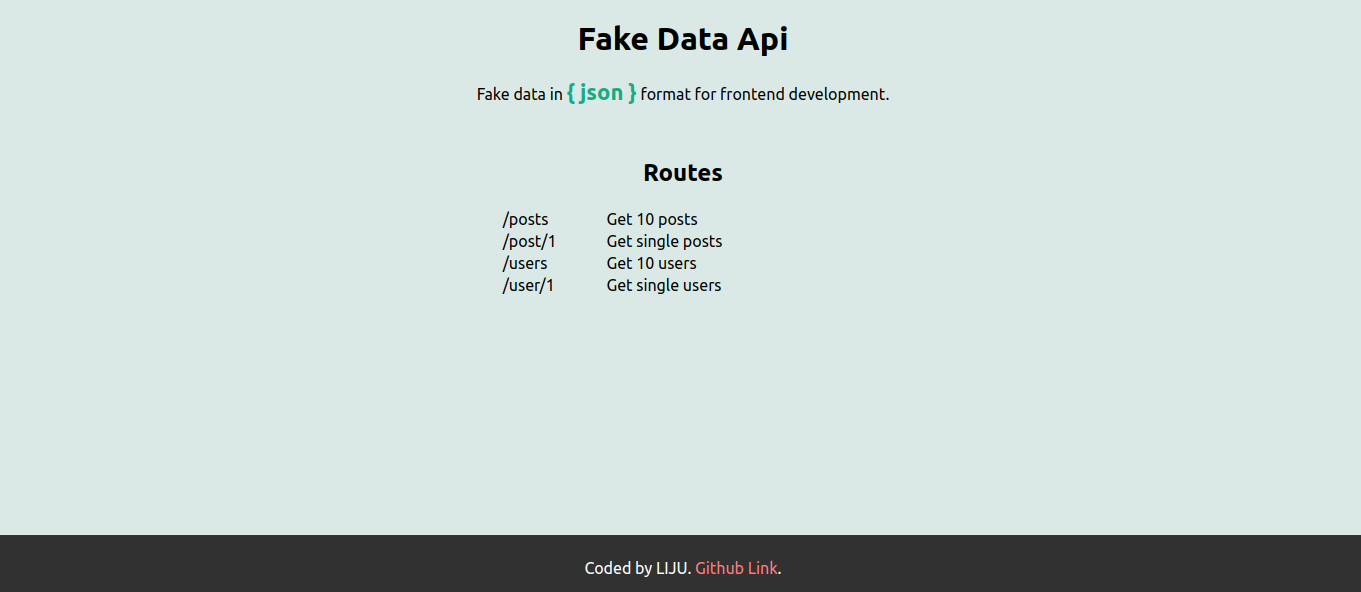 Fake Data Api
Fake data in { json } format for frontend development.
Routes
/posts Get 10 posts
/post/1 Get single posts
/users Get 10 users
/user/1 Get single users
Coded by LIJU. Github Link.